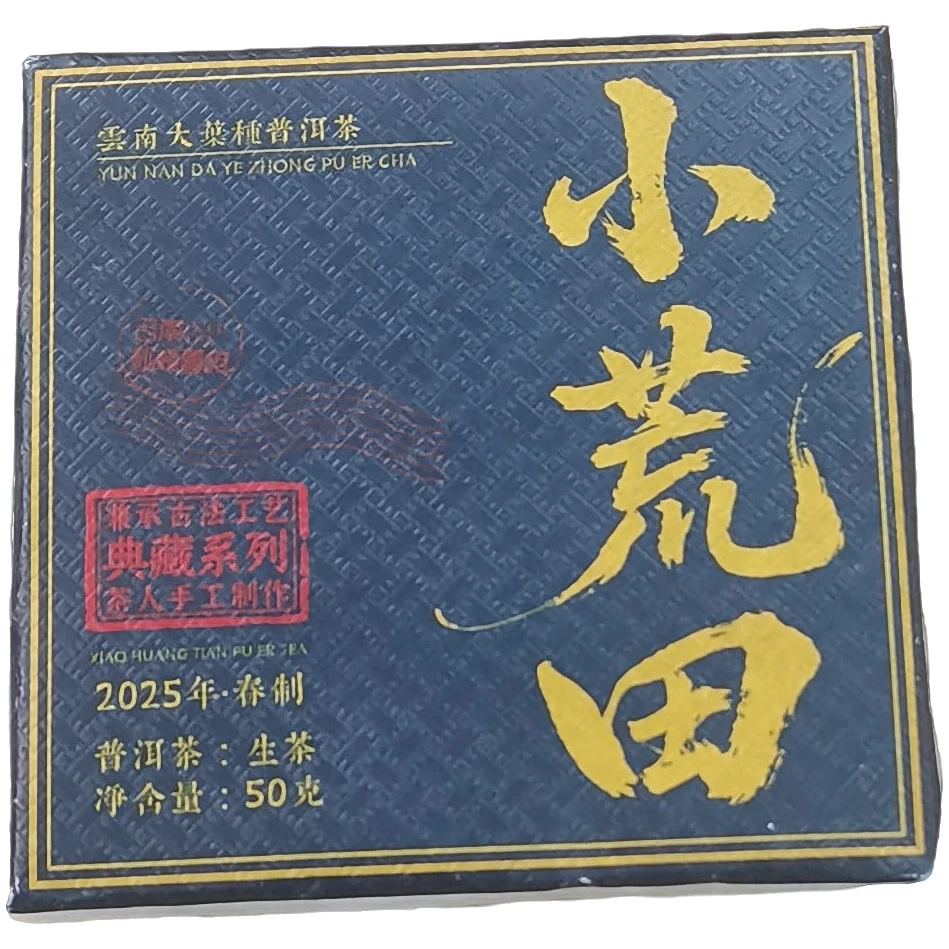 雲南大葉種普洱茶
YUN NAN DA YE ZHONG PU ER CHA
小荒田
古法工艺
典藏系列
茶人手工制作
XIAO HUANG TIAN PU ER TEA
2025年·春制
普洱茶：生茶
净含量：50克